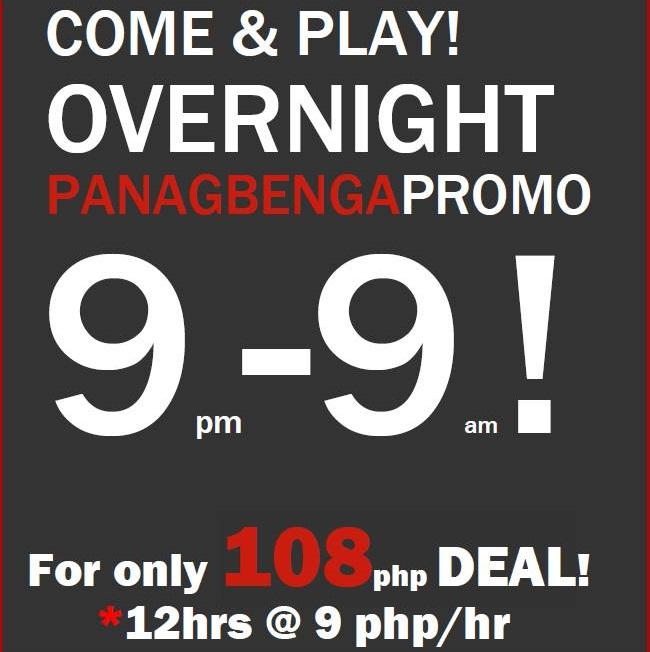 COME & PLAY!
OVERNIGHT
PANAGBENGAPROMO
9pm-9am!
For only 108php DEAL!
*12hrs @ 9 php/hr